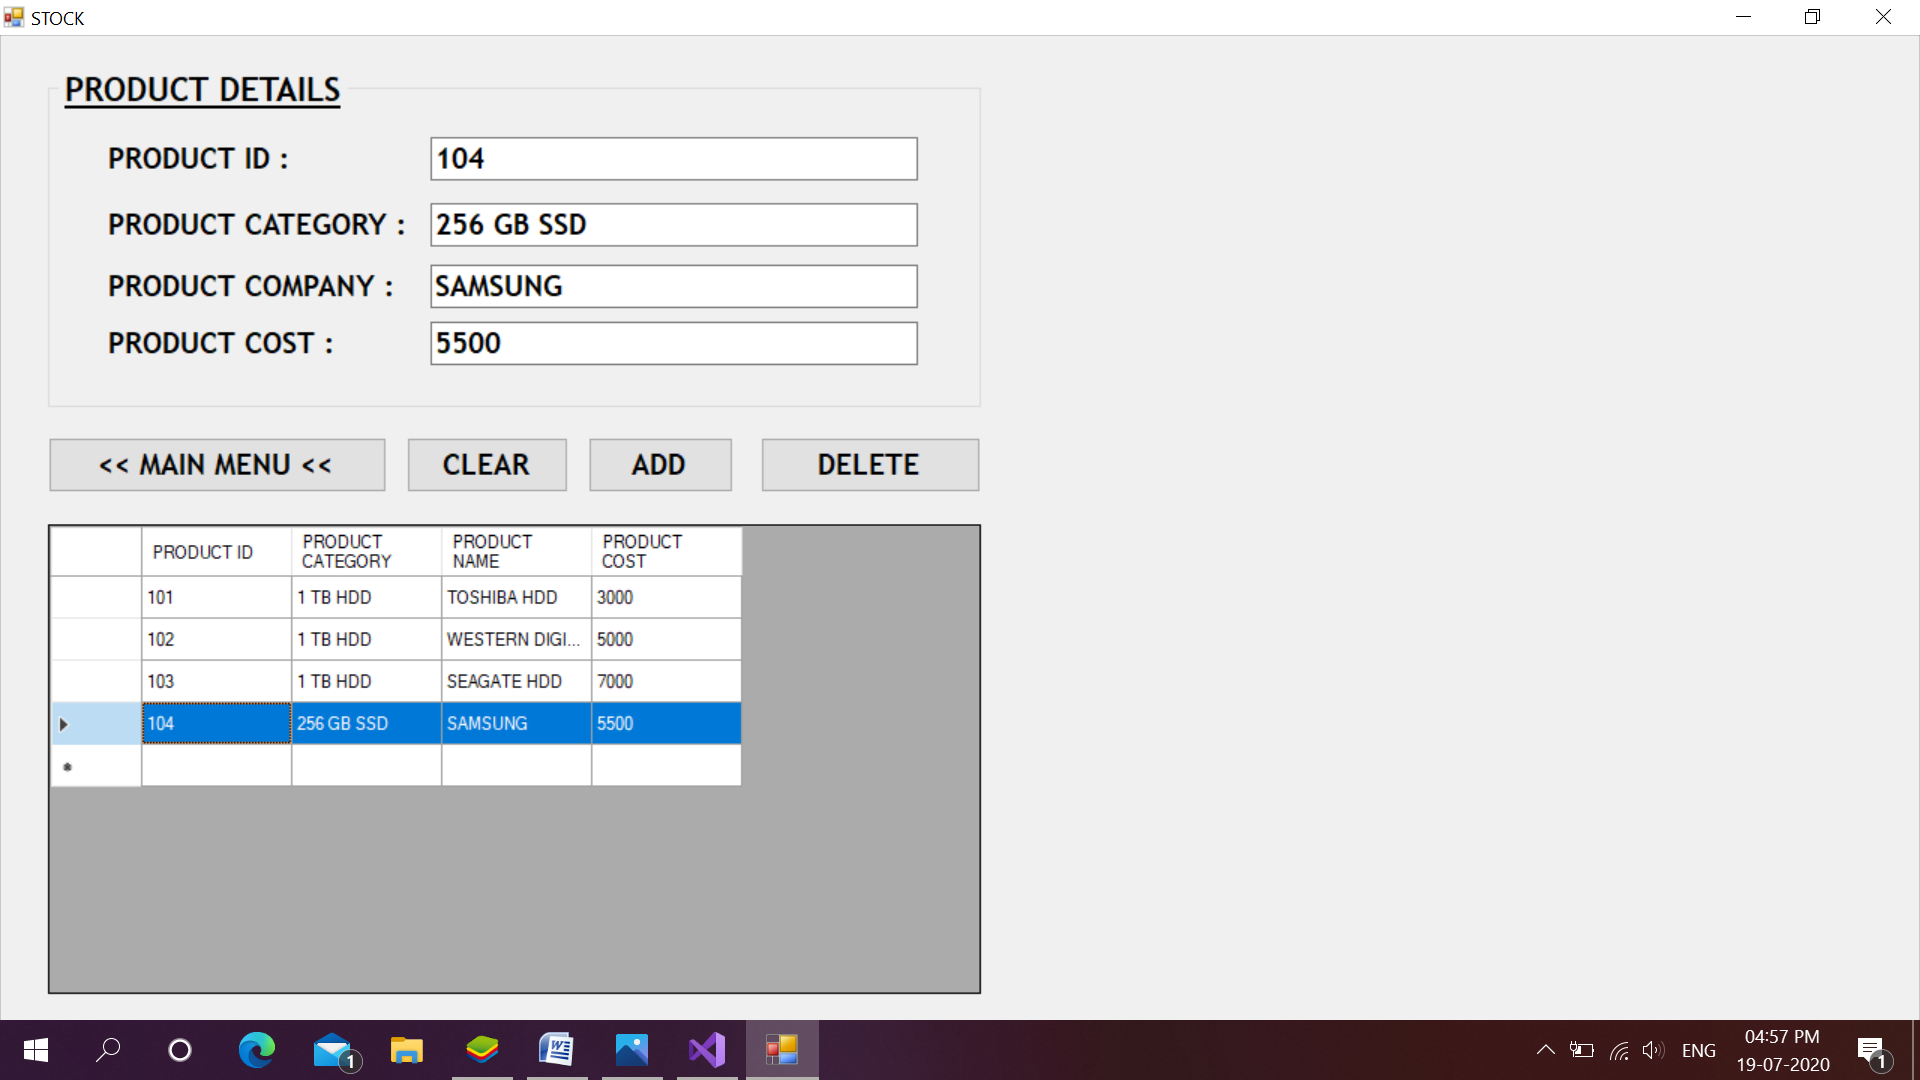 STOCK
PRODUCT DETAILS
PRODUCT ID : 104
PRODUCT CATEGORY : 256 GB SSD
PRODUCT COMPANY : SAMSUNG
PRODUCT COST : 5500
<< MAIN MENU << CLEAR ADD DELETE
PRODUCT ID PRODUCT CATEGORY PRODUCT NAME PRODUCT COST
101 1 TB HDD TOSHIBA HDD 3000
102 1 TB HDD WESTERN DIGI... 5000
103 1 TB HDD SEAGATE HDD 7000
104 256 GB SSD SAMSUNG 5500
1
W
ENG
04:57 PM
19-07-2020
1